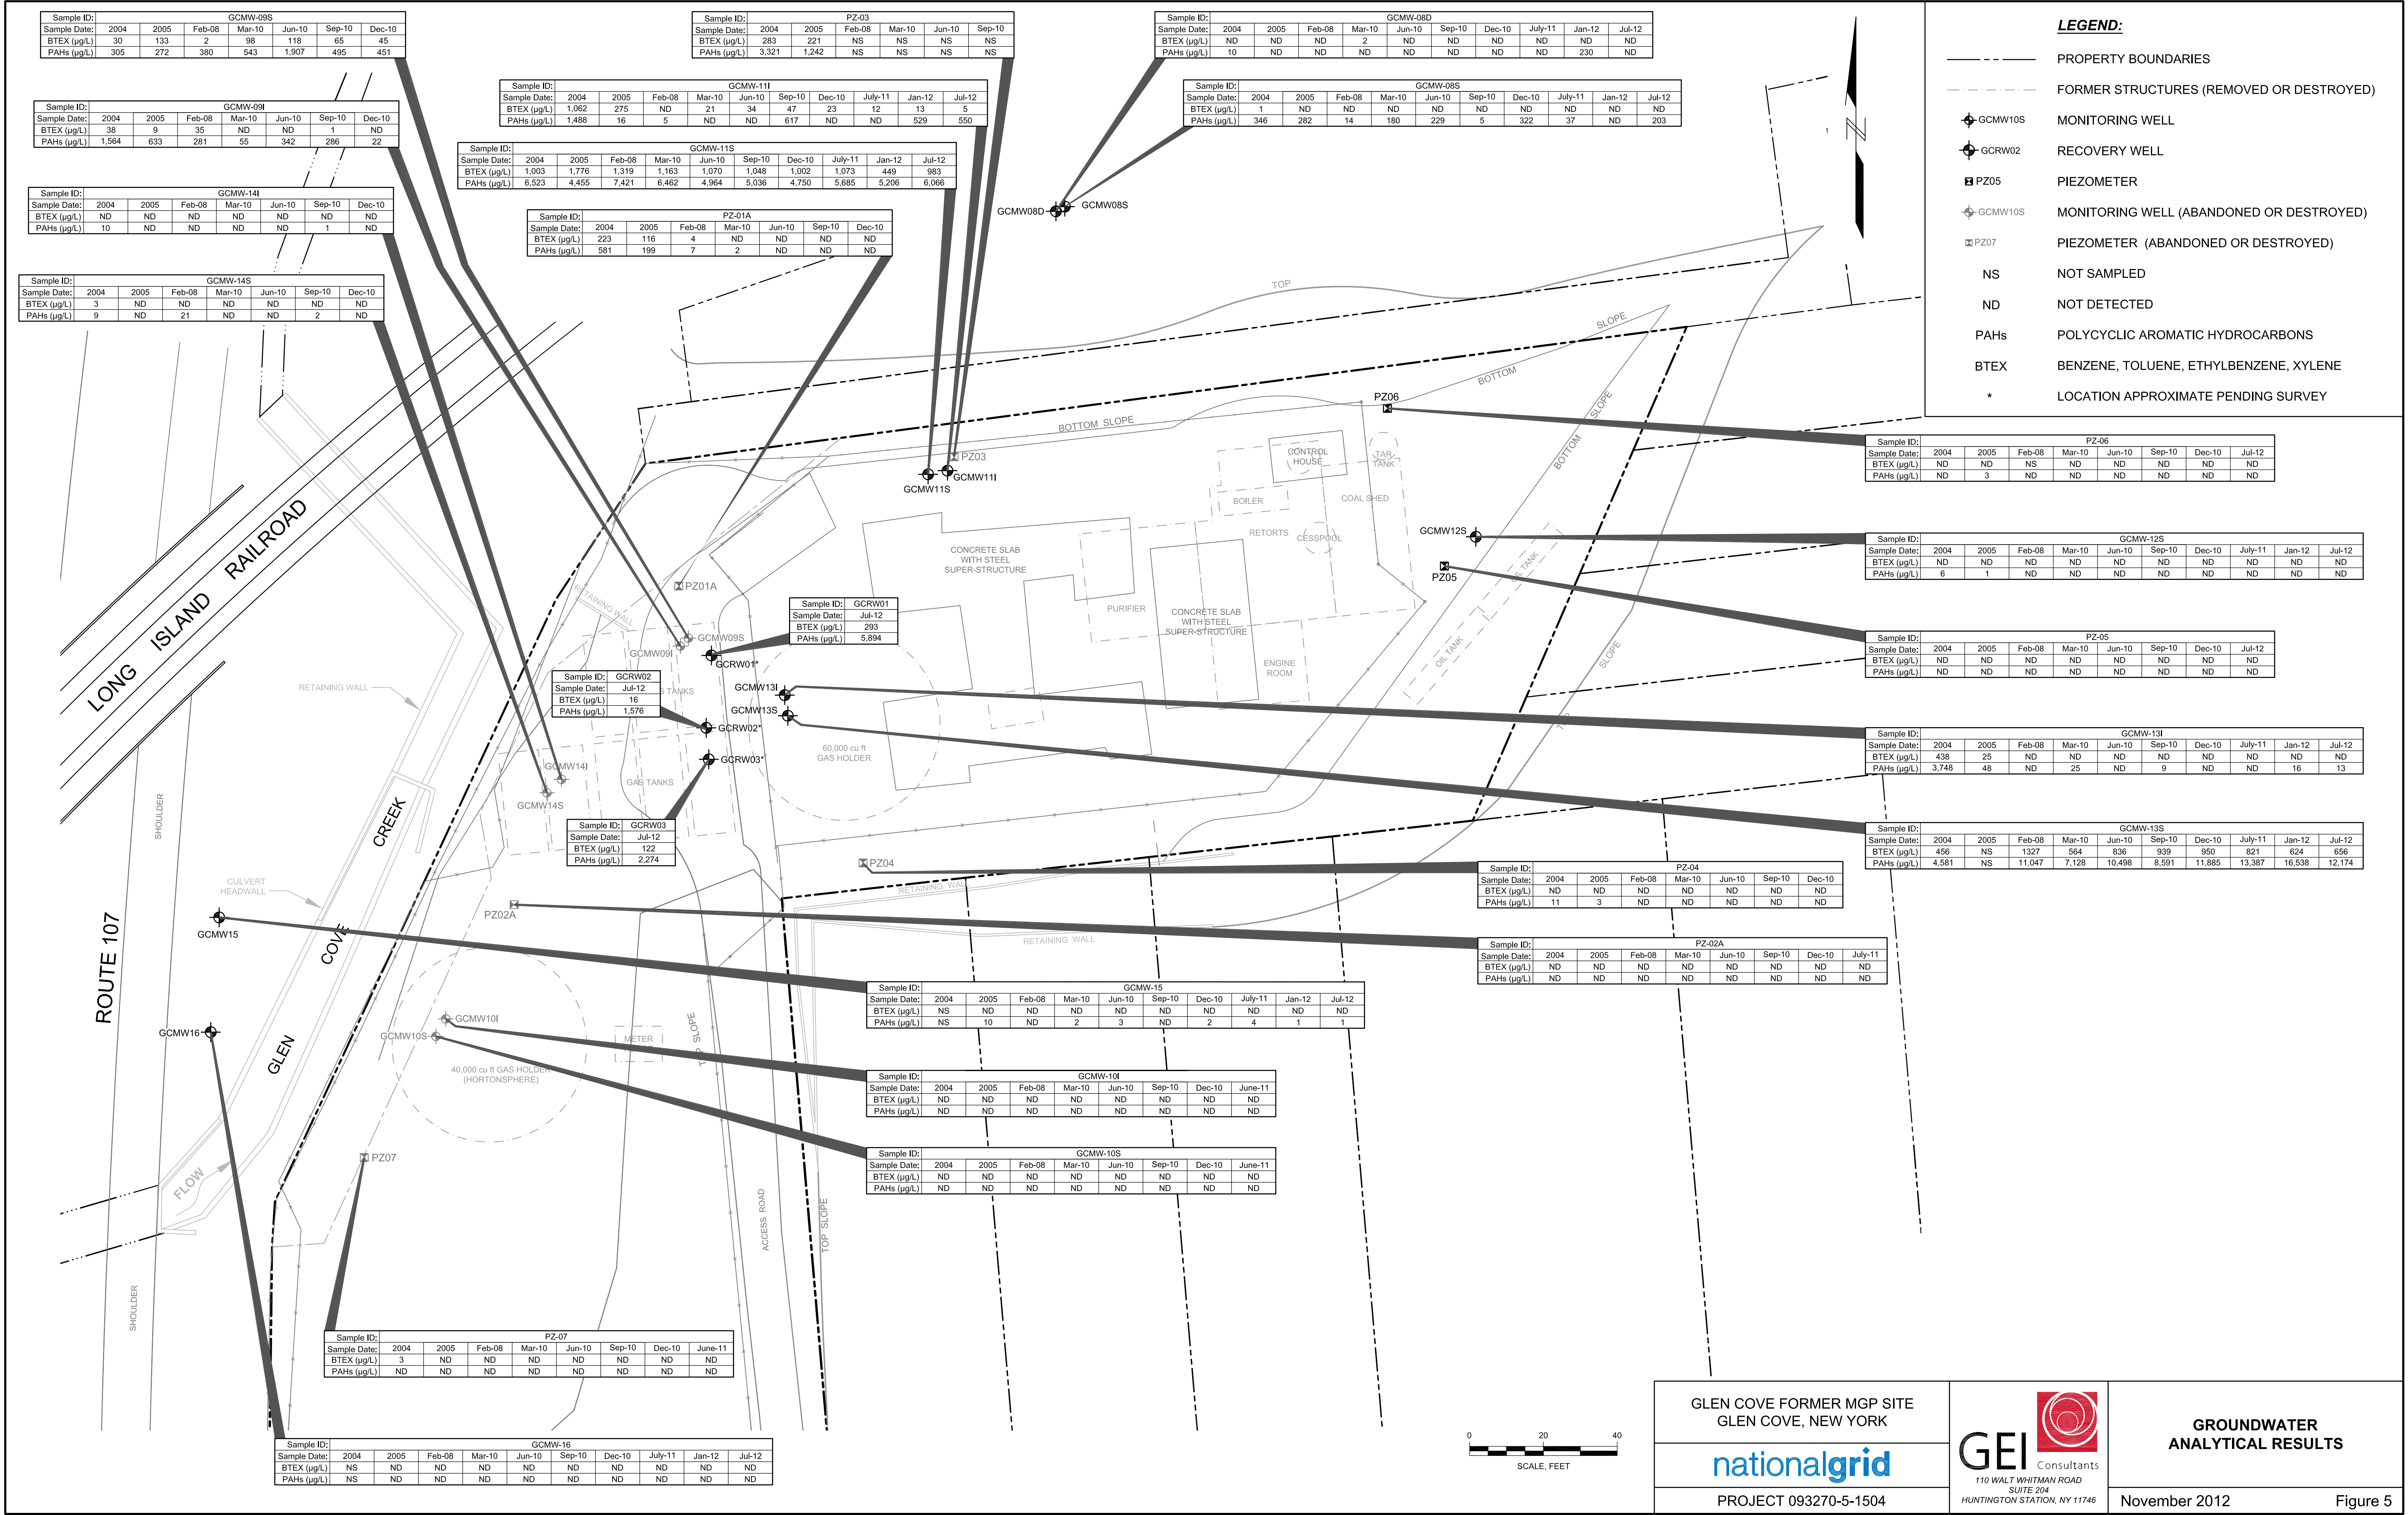 Sample ID: GCMW-09S
Sample Date: 2004 2005 Feb-08 Mar-10 Jun-10 Sep-10 Dec-10
BTEX (µg/L) 30 133 2 98 118 65 45
PAHs (µg/L) 305 272 380 543 1,907 495 451
Sample ID: PZ-03
Sample Date: 2004 2005 Feb-08 Mar-10 Jun-10 Sep-10
BTEX (µg/L) 283 221 NS NS NS NS
PAHs (µg/L) 3,321 1,242 NS NS NS NS
Sample ID: GCMW-08D
Sample Date: 2004 2005 Feb-08 Mar-10 Jun-10 Sep-10 Dec-10 July-11 Jan-12 Jul-12
BTEX (µg/L) ND ND ND 2 ND ND ND ND ND ND
PAHs (µg/L) 10 ND ND ND ND ND ND ND 230 ND
Sample ID: GCMW-11I
Sample Date: 2004 2005 Feb-08 Mar-10 Jun-10 Sep-10 Dec-10 July-11 Jan-12 Jul-12
BTEX (µg/L) 1,062 275 ND 21 34 47 23 12 13 5
PAHs (µg/L) 1,488 16 5 ND ND 617 ND ND 529 550
Sample ID: GCMW-08S
Sample Date: 2004 2005 Feb-08 Mar-10 Jun-10 Sep-10 Dec-10 July-11 Jan-12 Jul-12
BTEX (µg/L) 1 ND ND ND ND ND ND ND ND ND
PAHs (µg/L) 346 282 14 180 229 5 322 37 ND 203
Sample ID: GCMW-09I
Sample Date: 2004 2005 Feb-08 Mar-10 Jun-10 Sep-10 Dec-10
BTEX (µg/L) 38 9 35 ND ND 1 ND
PAHs (µg/L) 1,564 633 281 55 342 286 22
Sample ID: GCMW-11S
Sample Date: 2004 2005 Feb-08 Mar-10 Jun-10 Sep-10 Dec-10 July-11 Jan-12 Jul-12
BTEX (µg/L) 1,003 1,776 1,319 1,163 1,070 1,048 1,002 1,073 449 983
PAHs (µg/L) 6,523 4,455 7,421 6,462 4,964 5,036 4,750 5,685 5,206 6,066
Sample ID: GCMW-14I
Sample Date: 2004 2005 Feb-08 Mar-10 Jun-10 Sep-10 Dec-10
BTEX (µg/L) ND ND ND ND ND ND ND
PAHs (µg/L) 10 ND ND ND ND 1 ND
Sample ID: PZ-01A
Sample Date: 2004 2005 Feb-08 Mar-10 Jun-10 Sep-10 Dec-10
BTEX (µg/L) 223 116 4 ND ND ND ND
PAHs (µg/L) 581 199 7 2 ND ND ND
Sample ID: GCMW-14S
Sample Date: 2004 2005 Feb-08 Mar-10 Jun-10 Sep-10 Dec-10
BTEX (µg/L) 3 ND ND ND ND ND ND
PAHs (µg/L) 9 ND 21 ND ND 2 ND
LEGEND:
PROPERTY BOUNDARIES
FORMER STRUCTURES (REMOVED OR DESTROYED)
GCMW10S MONITORING WELL
GCRW02 RECOVERY WELL
PZ05 PIEZOMETER
GCMW10S MONITORING WELL (ABANDONED OR DESTROYED)
PZ07 PIEZOMETER (ABANDONED OR DESTROYED)
NS NOT SAMPLED
ND NOT DETECTED
PAHs POLYCYCLIC AROMATIC HYDROCARBONS
BTEX BENZENE, TOLUENE, ETHYLBENZENE, XYLENE
* LOCATION APPROXIMATE PENDING SURVEY
N
GCMW08D
GCMW08S
TOP
SLOPE
BOTTOM
BOTTOM SLOPE
BOTTOM
SLOPE
PZ06
PZ03
GCMW11I
GCMW11S
CONTROL
HOUSE
TAR
TANK
BOILER
COAL SHED
RETORTS
CESSPOOL
CONCRETE SLAB
WITH STEEL
SUPER-STRUCTURE
GCMW12S
PZ05
OIL TANK
OIL TANK
PURIFIER
CONCRETE SLAB
WITH STEEL
SUPER-STRUCTURE
ENGINE
ROOM
TOP
SLOPE
PZ01A
RETAINING WALL
GCMW09S
GCMW09I
GCRW01*
S TANKS
GCMW13I
GCMW13S
GCRW02*
GCRW03*
60,000 cu ft
GAS HOLDER
GAS TANKS
GCMW14I
GCMW14S
LONG ISLAND RAILROAD
RETAINING WALL
SHOULDER
CULVERT
HEADWALL
GLEN COVE CREEK
ROUTE 107
GCMW15
GCMW16
PZ02A
PZ04
RETAINING WALL
RETAINING WALL
GCMW10I
GCMW10S
METER
40,000 cu ft GAS HOLDER
(HORTONSPHERE)
TOP SLOPE
PZ07
FLOW
SHOULDER
ACCESS ROAD
TOP SLOPE
Sample ID: GCRW01
Sample Date: Jul-12
BTEX (µg/L) 293
PAHs (µg/L) 5,894
Sample ID: GCRW02
Sample Date: Jul-12
BTEX (µg/L) 16
PAHs (µg/L) 1,576
Sample ID: GCRW03
Sample Date: Jul-12
BTEX (µg/L) 122
PAHs (µg/L) 2,274
Sample ID: PZ-06
Sample Date: 2004 2005 Feb-08 Mar-10 Jun-10 Sep-10 Dec-10 Jul-12
BTEX (µg/L) ND ND NS ND ND ND ND ND
PAHs (µg/L) ND 3 ND ND ND ND ND ND
Sample ID: GCMW-12S
Sample Date: 2004 2005 Feb-08 Mar-10 Jun-10 Sep-10 Dec-10 July-11 Jan-12 Jul-12
BTEX (µg/L) ND ND ND ND ND ND ND ND ND ND
PAHs (µg/L) 6 1 ND ND ND ND ND ND ND ND
Sample ID: PZ-05
Sample Date: 2004 2005 Feb-08 Mar-10 Jun-10 Sep-10 Dec-10 Jul-12
BTEX (µg/L) ND ND ND ND ND ND ND ND
PAHs (µg/L) ND ND ND ND ND ND ND ND
Sample ID: GCMW-13I
Sample Date: 2004 2005 Feb-08 Mar-10 Jun-10 Sep-10 Dec-10 July-11 Jan-12 Jul-12
BTEX (µg/L) 438 25 ND ND ND ND ND ND ND ND
PAHs (µg/L) 3,748 48 ND 25 ND 9 ND ND 16 13
Sample ID: GCMW-13S
Sample Date: 2004 2005 Feb-08 Mar-10 Jun-10 Sep-10 Dec-10 July-11 Jan-12 Jul-12
BTEX (µg/L) 456 NS 1327 564 836 939 950 821 624 656
PAHs (µg/L) 4,581 NS 11,047 7,128 10,498 8,591 11,885 13,387 16,538 12,174
Sample ID: PZ-04
Sample Date: 2004 2005 Feb-08 Mar-10 Jun-10 Sep-10 Dec-10
BTEX (µg/L) ND ND ND ND ND ND ND
PAHs (µg/L) 11 3 ND ND ND ND ND
Sample ID: PZ-02A
Sample Date: 2004 2005 Feb-08 Mar-10 Jun-10 Sep-10 Dec-10 July-11
BTEX (µg/L) ND ND ND ND ND ND ND ND
PAHs (µg/L) ND ND ND ND ND ND ND ND
Sample ID: GCMW-15
Sample Date: 2004 2005 Feb-08 Mar-10 Jun-10 Sep-10 Dec-10 July-11 Jan-12 Jul-12
BTEX (µg/L) NS ND ND ND ND ND ND ND ND ND
PAHs (µg/L) NS 10 ND 2 3 ND 2 4 1 1
Sample ID: GCMW-10I
Sample Date: 2004 2005 Feb-08 Mar-10 Jun-10 Sep-10 Dec-10 June-11
BTEX (µg/L) ND ND ND ND ND ND ND ND
PAHs (µg/L) ND ND ND ND ND ND ND ND
Sample ID: GCMW-10S
Sample Date: 2004 2005 Feb-08 Mar-10 Jun-10 Sep-10 Dec-10 June-11
BTEX (µg/L) ND ND ND ND ND ND ND ND
PAHs (µg/L) ND ND ND ND ND ND ND ND
Sample ID: PZ-07
Sample Date: 2004 2005 Feb-08 Mar-10 Jun-10 Sep-10 Dec-10 June-11
BTEX (µg/L) 3 ND ND ND ND ND ND ND
PAHs (µg/L) ND ND ND ND ND ND ND ND
Sample ID: GCMW-16
Sample Date: 2004 2005 Feb-08 Mar-10 Jun-10 Sep-10 Dec-10 July-11 Jan-12 Jul-12
BTEX (µg/L) NS ND ND ND ND ND ND ND ND ND
PAHs (µg/L) NS ND ND ND ND ND ND ND ND ND
0 20 40
SCALE, FEET
GLEN COVE FORMER MGP SITE
GLEN COVE, NEW YORK
nationalgrid
PROJECT 093270-5-1504
GEI Consultants
110 WALT WHITMAN ROAD
SUITE 204
HUNTINGTON STATION, NY 11746
GROUNDWATER
ANALYTICAL RESULTS
November 2012 Figure 5